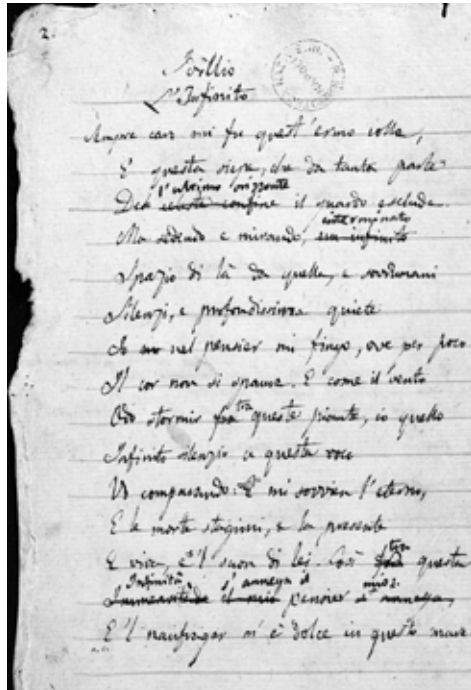 2.
Idillio
L'Infinito
Sempre caro mi fu quest'ermo colle,
E questa siepe, che da tanta parte
l'ultimo orizzonte
Del celeste confine il guardo esclude.
interminato
Ma sedendo e mirando, un infinito
Spazio di là da quella, e sovrumani
Silenzi, e profondissima quiete
Io nel pensier mi fingo, ove per poco
Il cor non si spaura. E come il vento
tra
Odo stormir fra queste piante, io quello
Infinito silenzio a questa voce
Vo comparando: E mi sovvien l'eterno,
E le morte stagioni, e la presente
tra
E viva, e 'l suon di lei. Così fra questa
Infinità s'annega il mio
Immensitade il mio pensier s'annega,
E 'l naufragar m'è dolce in questo mare